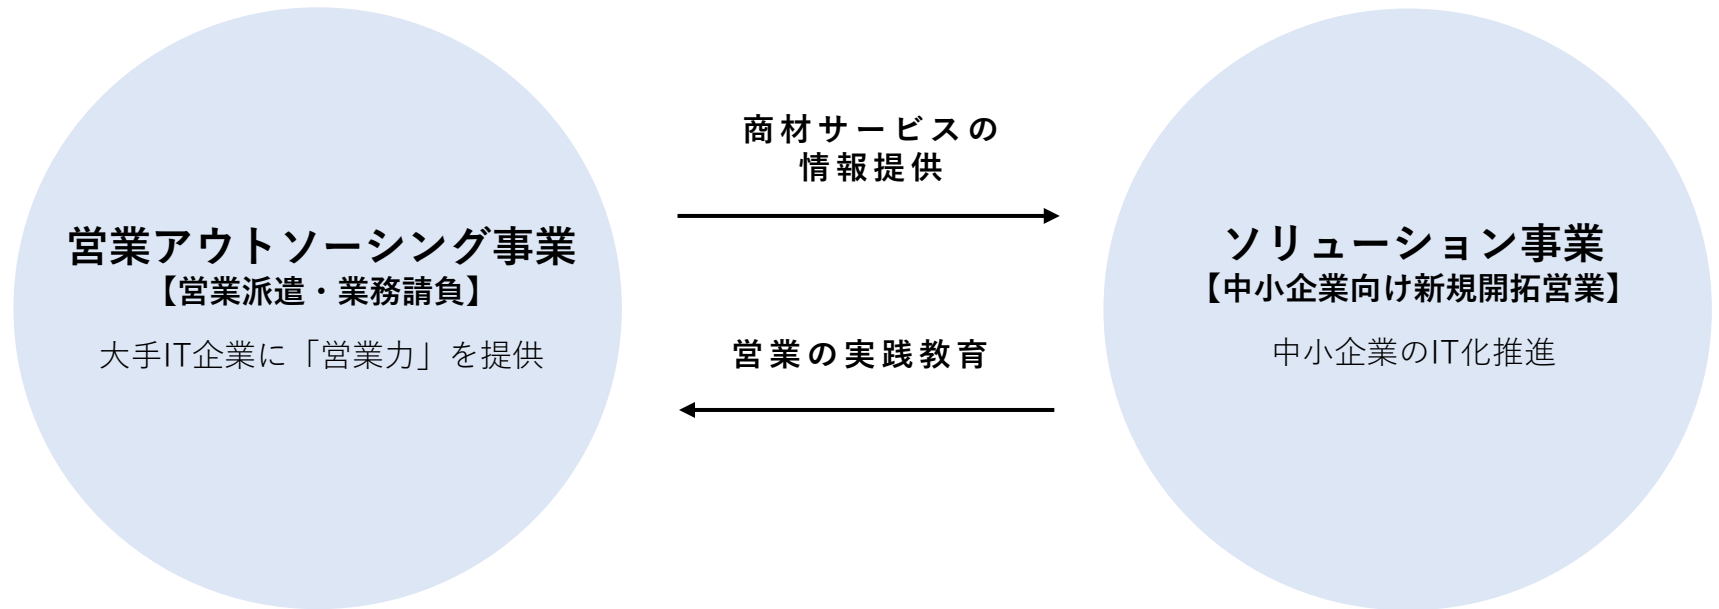 営業アウトソーシング事業
【営業派遣・業務請負】
大手IT企業に「営業力」を提供
商材サービスの
情報提供
営業の実践教育
ソリューション事業
【中小企業向け新規開拓営業】
中小企業のIT化推進